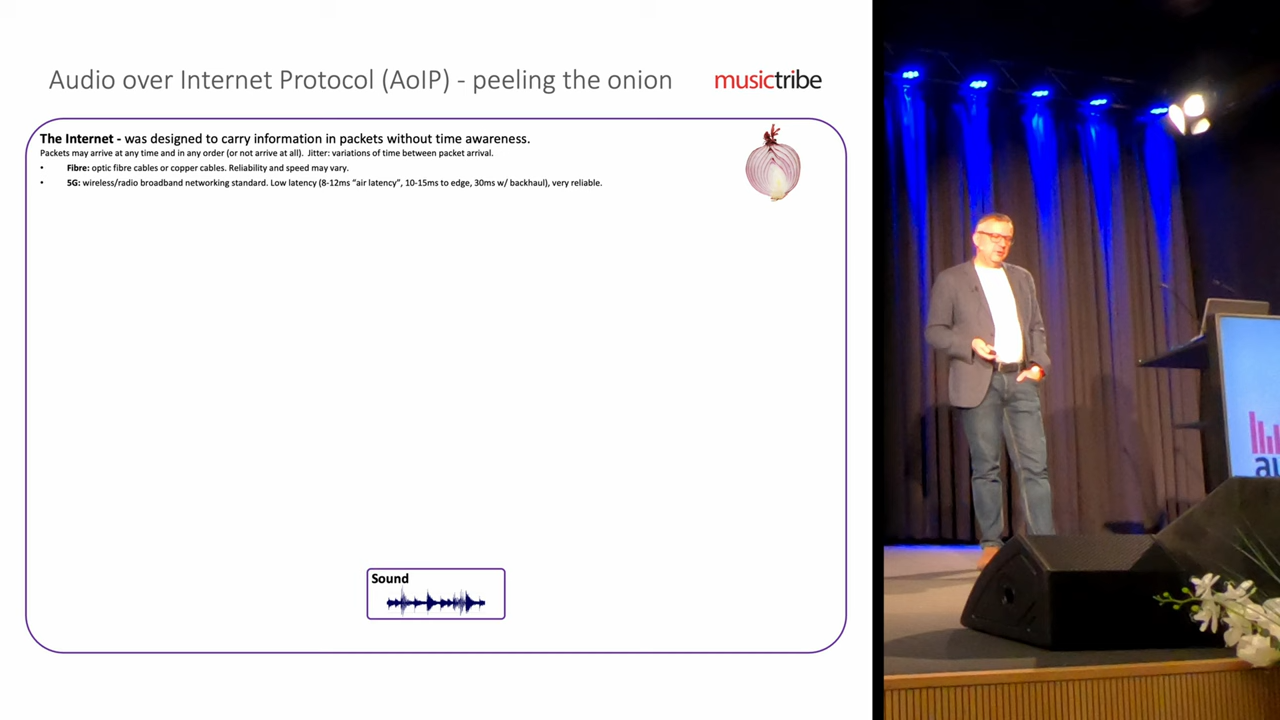 Audio over Internet Protocol (AoIP) - peeling the onion
musictribe
The Internet - was designed to carry information in packets without time awareness.
Packets may arrive at any time and in any order (or not arrive at all). Jitter: variations of time between packet arrival.
• Fibre: optic fibre cables or copper cables. Reliability and speed may vary.
• 5G: wireless/radio broadband networking standard. Low latency (8-12ms “air latency”, 10-15ms to edge, 30ms w/ backhaul), very reliable.
Sound